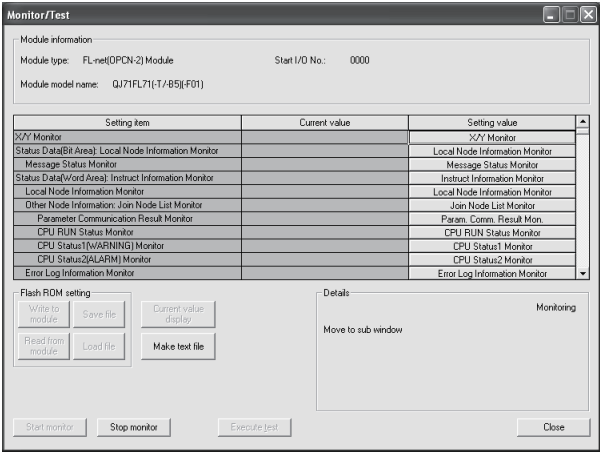 Monitor/Test
Module information
Module type: FL-net(OPCN-2) Module Start I/O No.: 0000
Module model name: QJ71FL71(-T/-B5)(-F01)
Setting item Current value Setting value
X/Y Monitor X/Y Monitor
Status Data(Bit Area): Local Node Information Monitor Local Node Information Monitor
Message Status Monitor Message Status Monitor
Status Data(Word Area): Instruct Information Monitor Instruct Information Monitor
Local Node Information Monitor Local Node Information Monitor
Other Node Information: Join Node List Monitor Join Node List Monitor
Parameter Communication Result Monitor Param. Comm. Result Mon.
CPU RUN Status Monitor CPU RUN Status Monitor
CPU Status1(WARNING) Monitor CPU Status1 Monitor
CPU Status2(ALARM) Monitor CPU Status2 Monitor
Error Log Information Monitor Error Log Information Monitor
Flash ROM setting Details
Write to module Save file Current value display Monitoring
Move to sub window
Read from module Load file Make text file
Start monitor Stop monitor Execute test Close